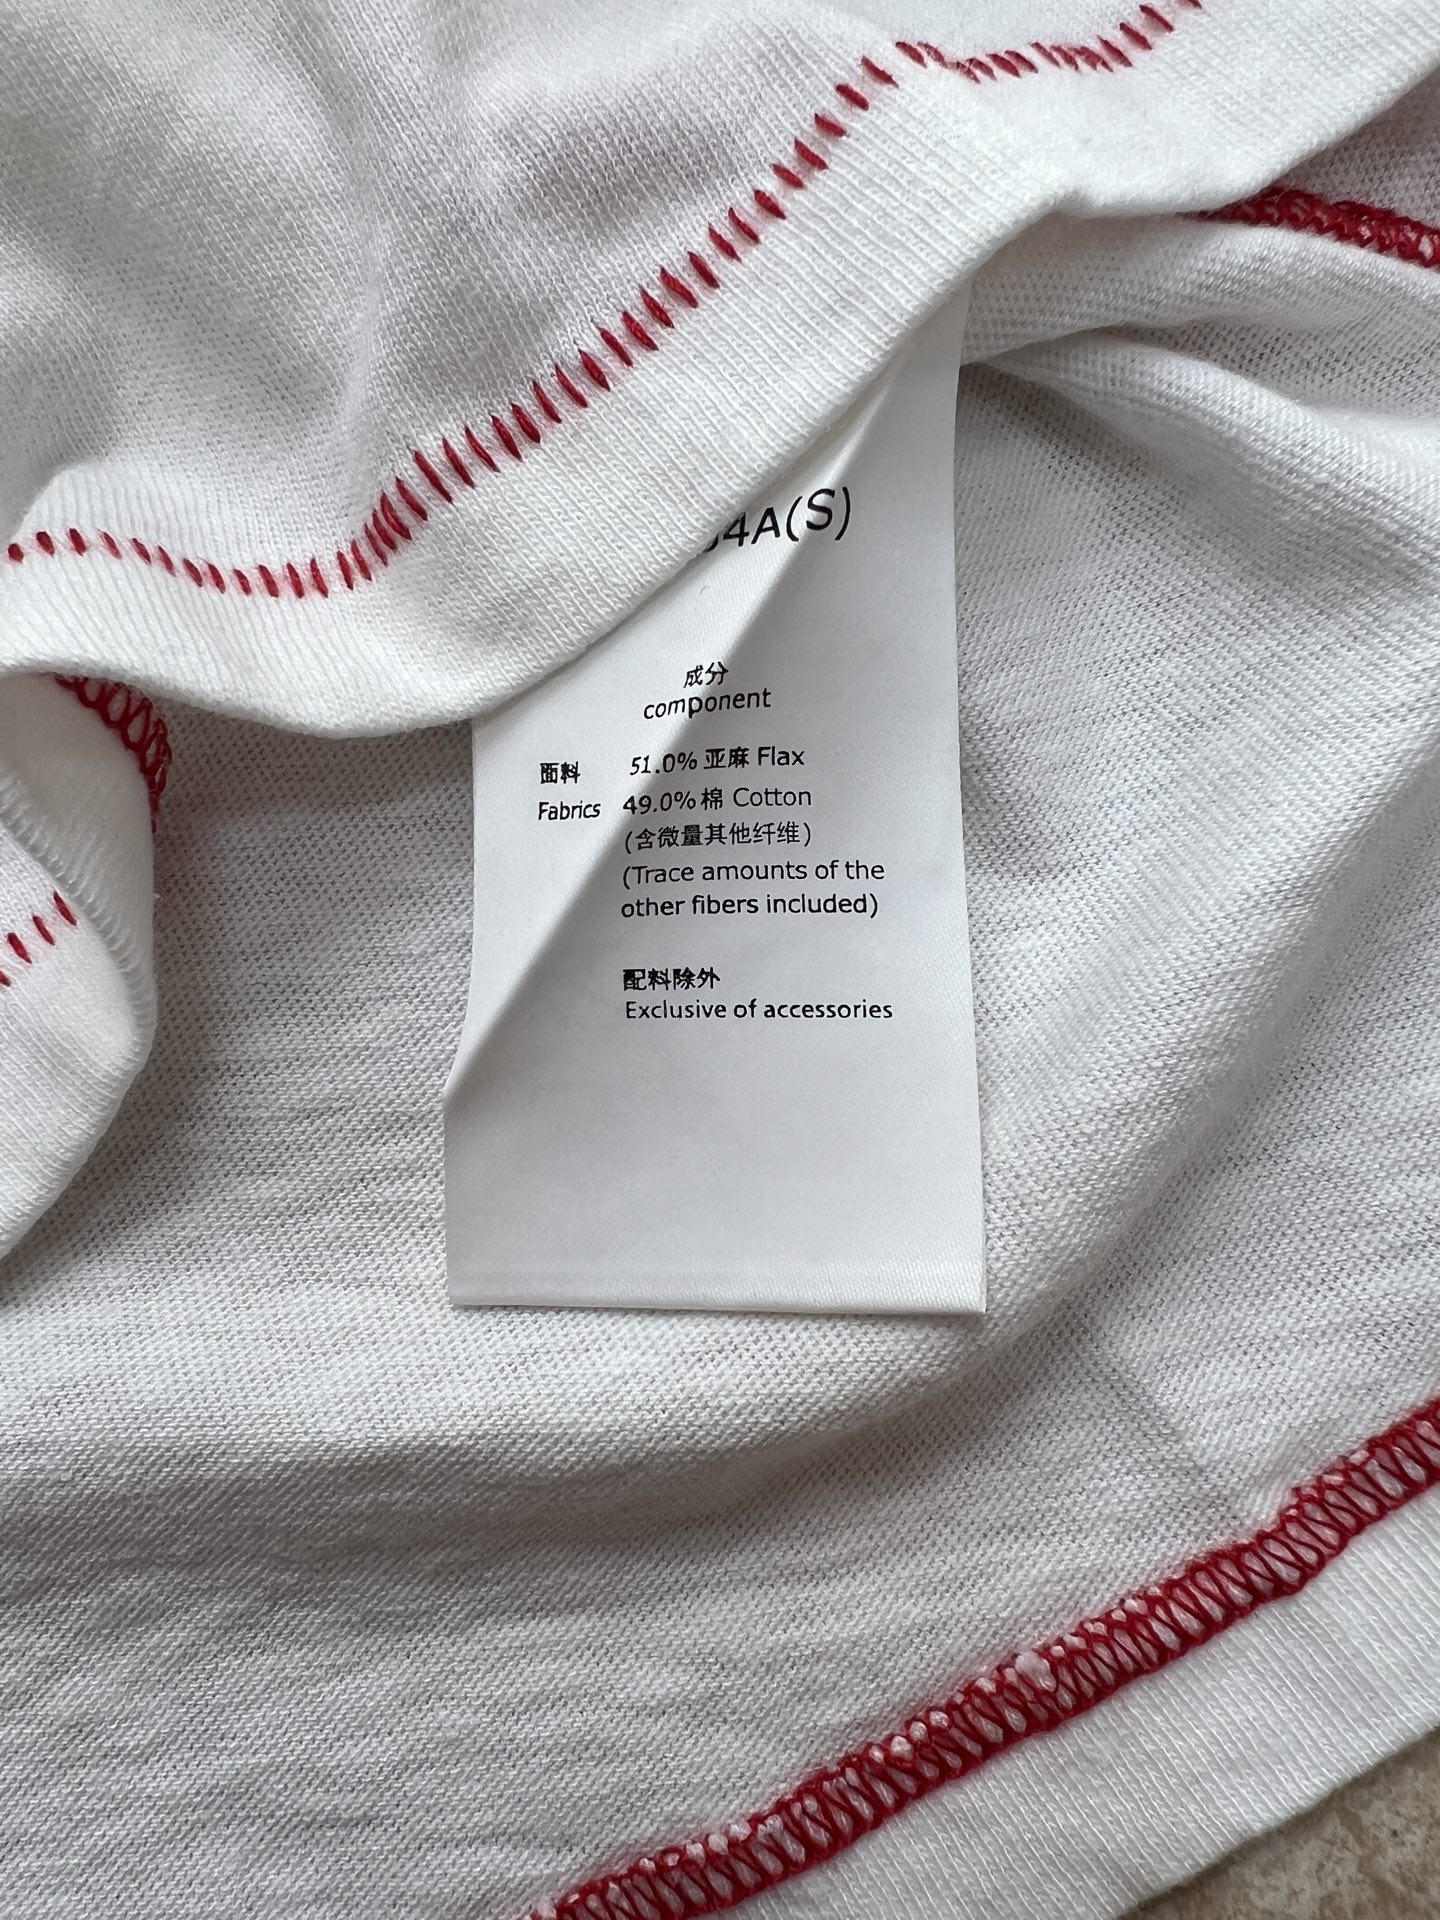 4A(S)
成分
component
面料 51.0% 亚麻 Flax
Fabrics 49.0% 棉 Cotton
(含微量其他纤维)
(Trace amounts of the
other fibers included)
配料除外
Exclusive of accessories